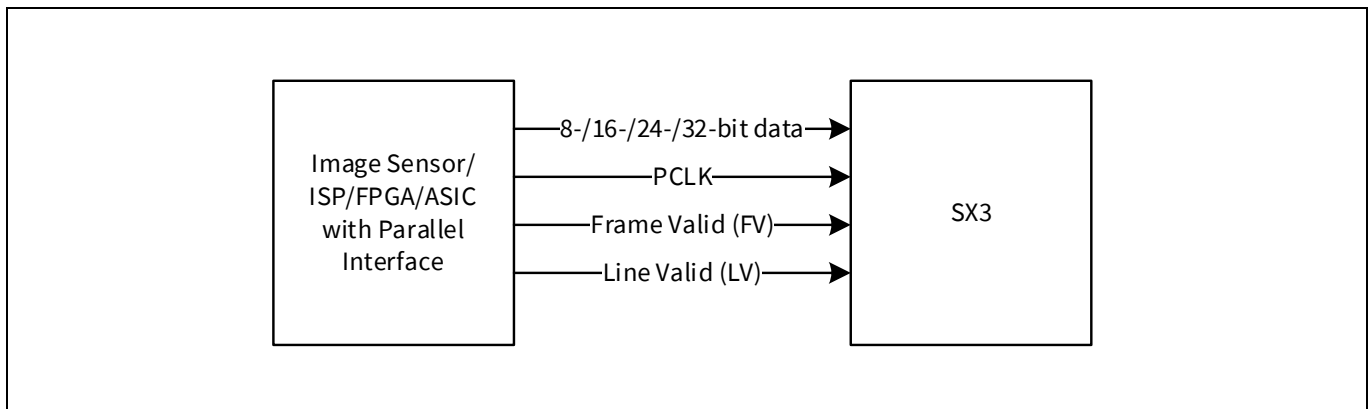 Image Sensor/
ISP/FPGA/ASIC
with Parallel
Interface
8-/16-/24-/32-bit data
PCLK
Frame Valid (FV)
Line Valid (LV)
SX3